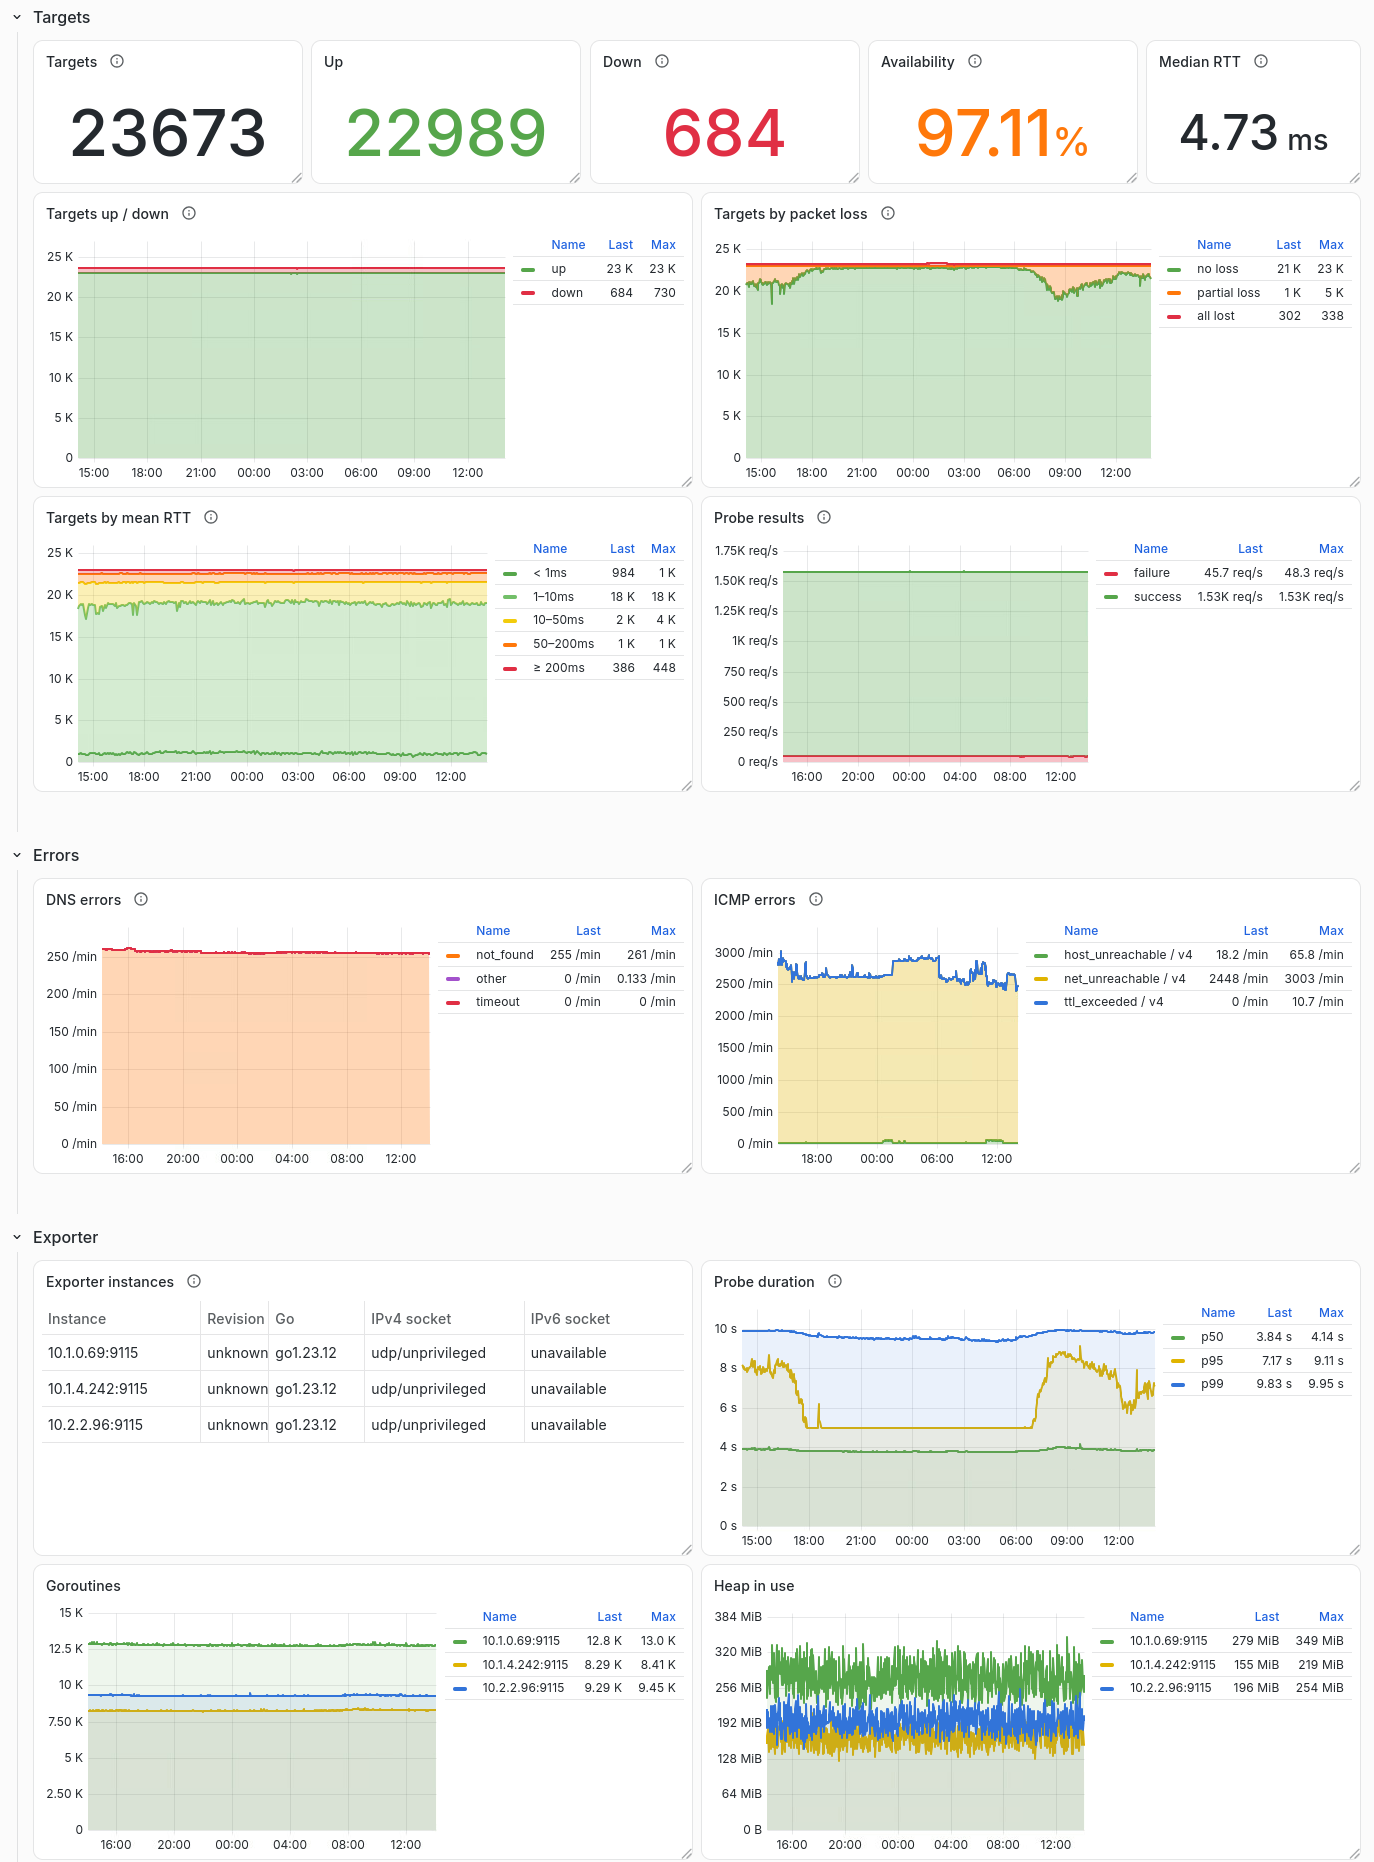 Targets
Targets
Up
Down
Availability
Median RTT
23673
22989
684
97.11%
4.73 ms
Targets up / down
Name Last Max
up 23 K 23 K
down 684 730
25 K
20 K
15 K
10 K
5 K
0
15:00 18:00 21:00 00:00 03:00 06:00 09:00 12:00
Targets by packet loss
Name Last Max
no loss 21 K 23 K
partial loss 1 K 5 K
all lost 302 338
25 K
20 K
15 K
10 K
5 K
0
15:00 18:00 21:00 00:00 03:00 06:00 09:00 12:00
Targets by mean RTT
Name Last Max
< 1ms 984 1 K
1–10ms 18 K 18 K
10–50ms 2 K 4 K
50–200ms 1 K 1 K
≥ 200ms 386 448
25 K
20 K
15 K
10 K
5 K
0
15:00 18:00 21:00 00:00 03:00 06:00 09:00 12:00
Probe results
Name Last Max
failure 45.7 req/s 48.3 req/s
success 1.53K req/s 1.53K req/s
1.75K req/s
1.50K req/s
1.25K req/s
1K req/s
750 req/s
500 req/s
250 req/s
0 req/s
16:00 20:00 00:00 04:00 08:00 12:00
Errors
DNS errors
Name Last Max
not_found 255 /min 261 /min
other 0 /min 0.133 /min
timeout 0 /min 0 /min
250 /min
200 /min
150 /min
100 /min
50 /min
0 /min
16:00 20:00 00:00 04:00 08:00 12:00
ICMP errors
Name Last Max
host_unreachable / v4 18.2 /min 65.8 /min
net_unreachable / v4 2448 /min 3003 /min
ttl_exceeded / v4 0 /min 10.7 /min
3000 /min
2500 /min
2000 /min
1500 /min
1000 /min
500 /min
0 /min
18:00 00:00 06:00 12:00
Exporter
Exporter instances
Instance Revision Go IPv4 socket IPv6 socket
10.1.0.69:9115 unknown go1.23.12 udp/unprivileged unavailable
10.1.4.242:9115 unknown go1.23.12 udp/unprivileged unavailable
10.2.2.96:9115 unknown go1.23.12 udp/unprivileged unavailable
Probe duration
Name Last Max
p50 3.84 s 4.14 s
p95 7.17 s 9.11 s
p99 9.83 s 9.95 s
10 s
8 s
6 s
4 s
2 s
0 s
15:00 18:00 21:00 00:00 03:00 06:00 09:00 12:00
Goroutines
Name Last Max
10.1.0.69:9115 12.8 K 13.0 K
10.1.4.242:9115 8.29 K 8.41 K
10.2.2.96:9115 9.29 K 9.45 K
15 K
12.5 K
10 K
7.50 K
5 K
2.50 K
0
16:00 20:00 00:00 04:00 08:00 12:00
Heap in use
Name Last Max
10.1.0.69:9115 279 MiB 349 MiB
10.1.4.242:9115 155 MiB 219 MiB
10.2.2.96:9115 196 MiB 254 MiB
384 MiB
320 MiB
256 MiB
192 MiB
128 MiB
64 MiB
0 B
16:00 20:00 00:00 04:00 08:00 12:00